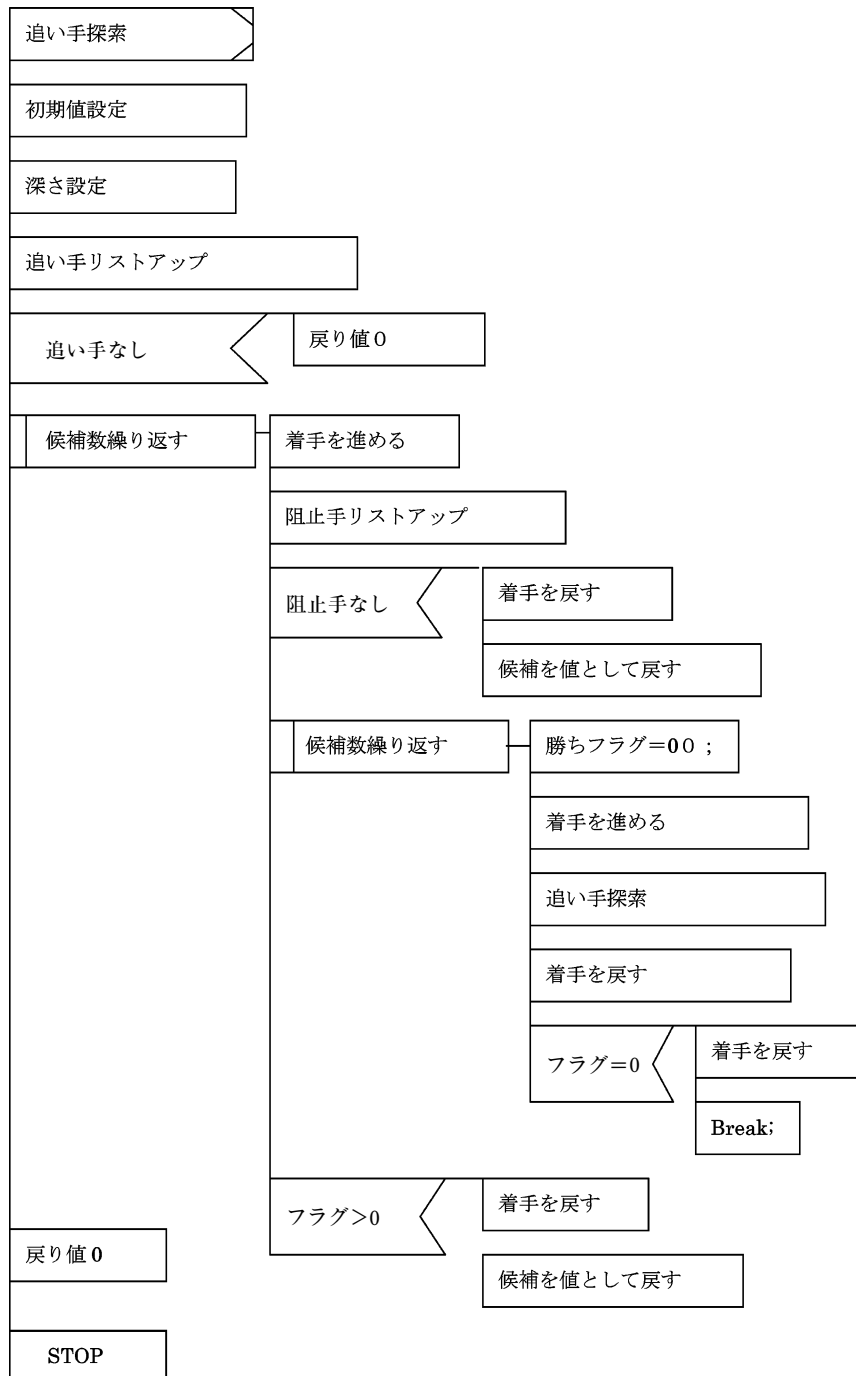 追い手探索
初期値設定
深さ設定
追い手リストアップ
追い手なし
戻り値０
候補数繰り返す
着手を進める
阻止手リストアップ
阻止手なし
着手を戻す
候補を値として戻す
候補数繰り返す
勝ちフラグ＝0０；
着手を進める
追い手探索
着手を戻す
フラグ＝0
着手を戻す
Break;
フラグ＞0
着手を戻す
戻り値 0
候補を値として戻す
STOP